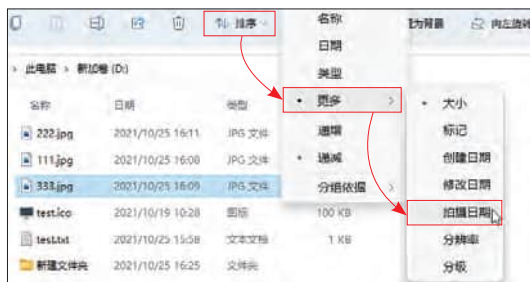 排序
为背景
向左旋转
此电脑 › 新加卷 (D:)
名称
日期
类型
222.jpg
2021/10/25 16:11
JPG 文件
111.jpg
2021/10/25 16:08
JPG 文件
333.jpg
2021/10/25 16:09
JPG 文件
test.ico
2021/10/19 10:28
图标
100 KB
test.txt
2021/10/25 15:58
文本文档
1 KB
新建文件夹
2021/10/25 16:25
文件夹
名称
日期
类型
更多
递增
递减
分组依据
大小
标记
创建日期
修改日期
拍摄日期
分辨率
分级